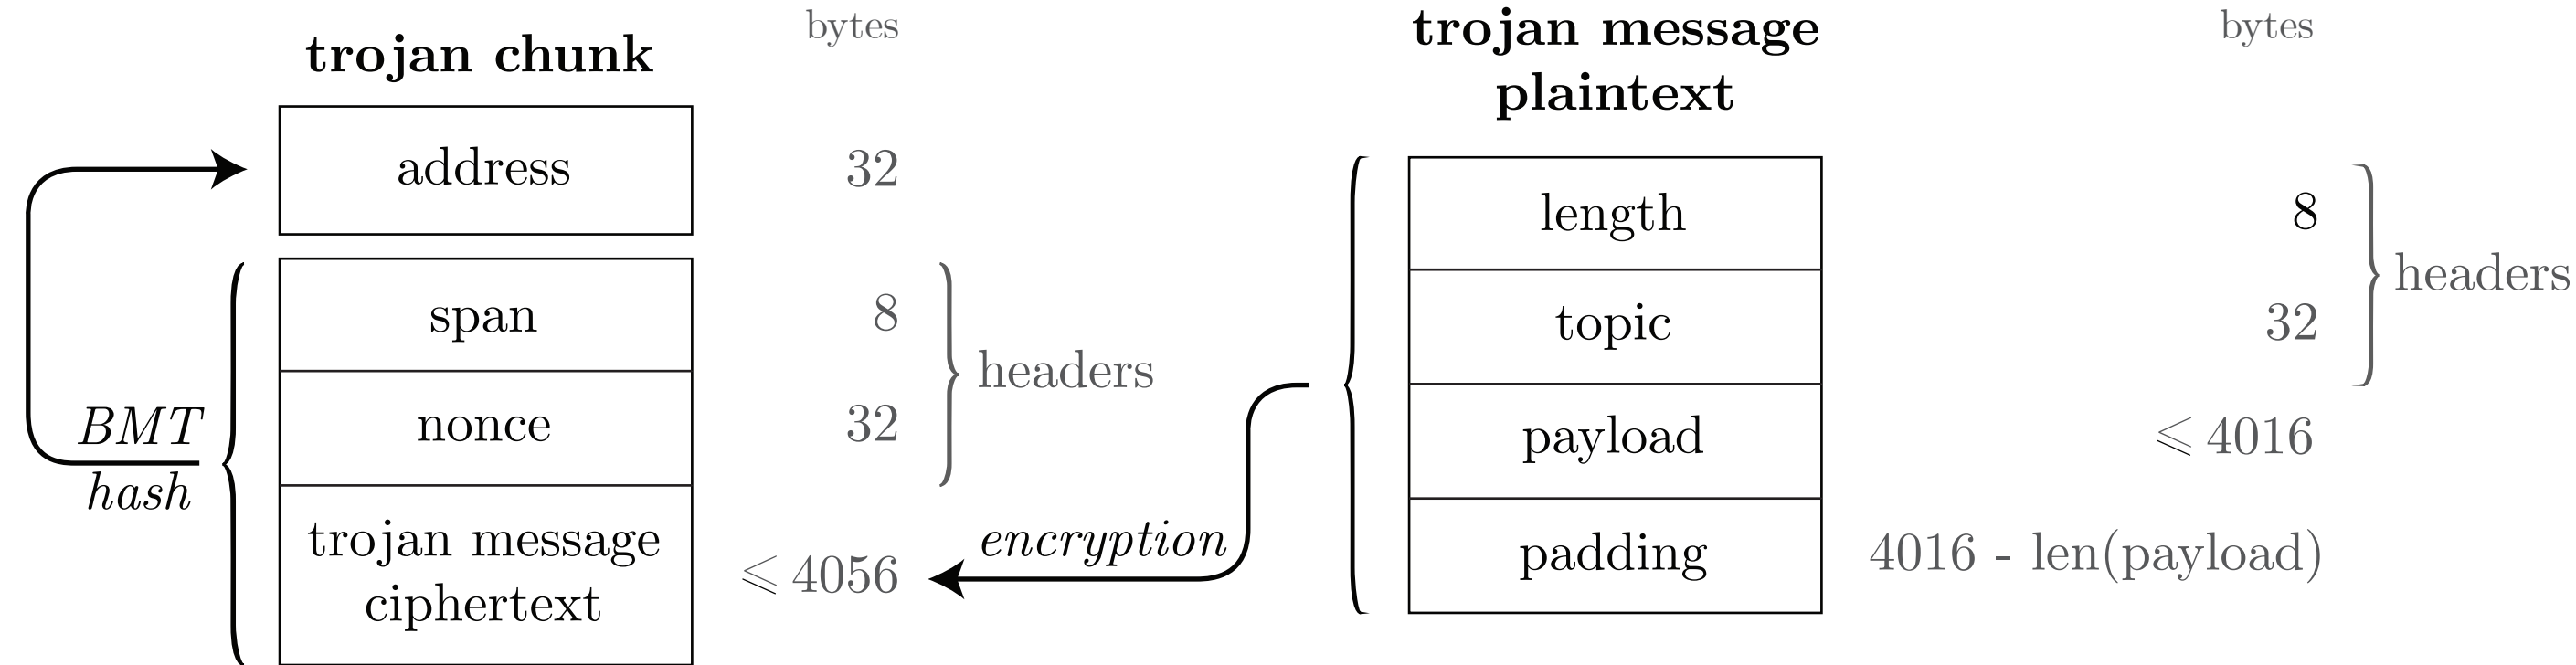 trojan chunk
bytes
address
32
span
8
nonce
32
headers
BMT
hash
trojan message
ciphertext
⩽ 4056
encryption
trojan message
plaintext
bytes
length
8
topic
32
headers
payload
⩽ 4016
padding
4016 - len(payload)